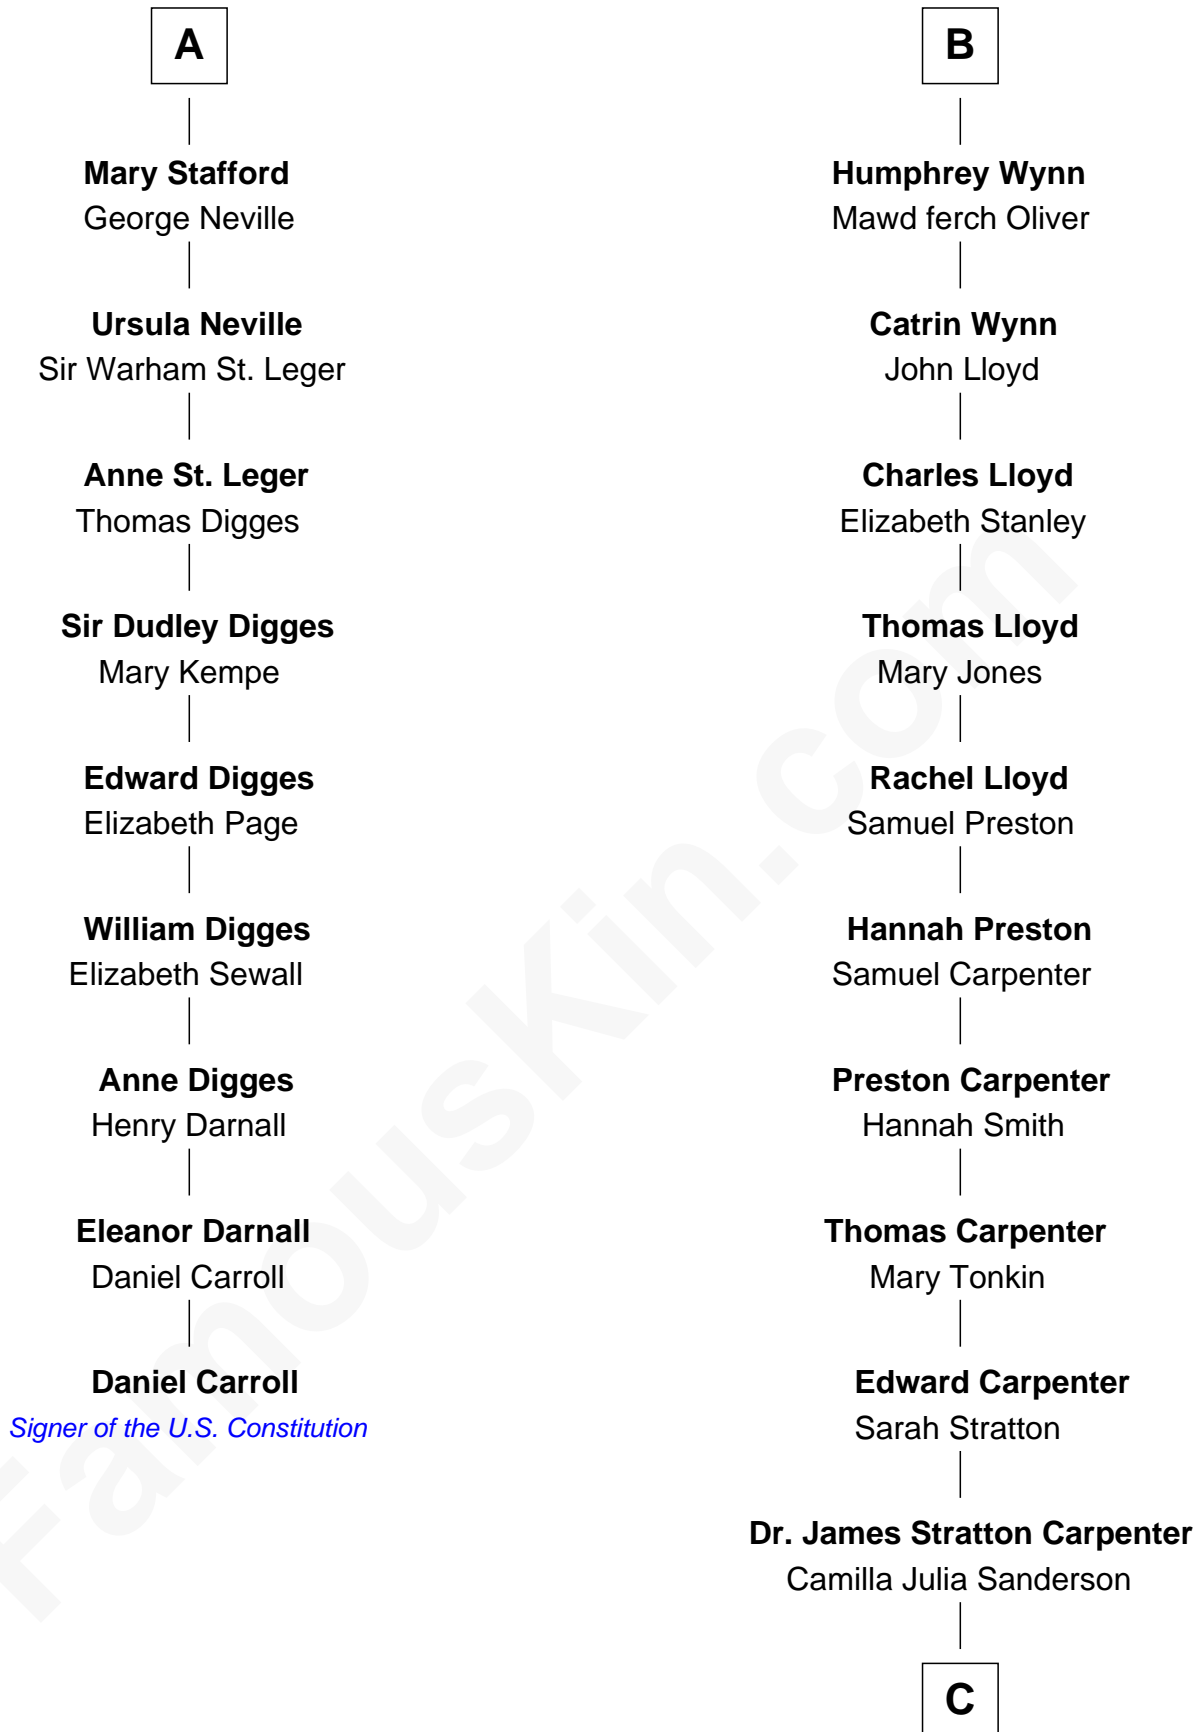 A
Mary Stafford
George Neville
Ursula Neville
Sir Warham St. Leger
Anne St. Leger
Thomas Digges
Sir Dudley Digges
Mary Kempe
Edward Digges
Elizabeth Page
William Digges
Elizabeth Sewall
Anne Digges
Henry Darnall
Eleanor Darnall
Daniel Carroll
Daniel Carroll
Signer of the U.S. Constitution
B
Humphrey Wynn
Mawd ferch Oliver
Catrin Wynn
John Lloyd
Charles Lloyd
Elizabeth Stanley
Thomas Lloyd
Mary Jones
Rachel Lloyd
Samuel Preston
Hannah Preston
Samuel Carpenter
Preston Carpenter
Hannah Smith
Thomas Carpenter
Mary Tonkin
Edward Carpenter
Sarah Stratton
Dr. James Stratton Carpenter
Camilla Julia Sanderson
C
FamousKin.com